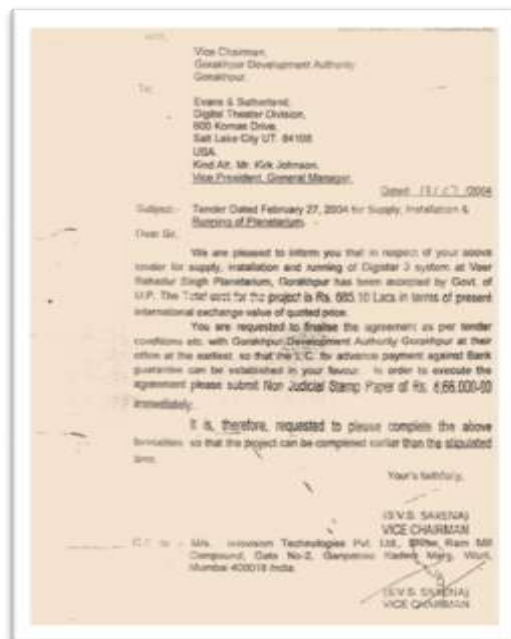 Vice Chairman,
Gorakhpur Development Authority
Gorakhpur.
To,
Evans & Sutherland,
Digital Theater Division,
600 Komas Drive,
Salt Lake City UT. 84108
USA.
Kind Att. Mr. Kirk Johnson.
Vice President, General Manager.
Dated /2004
Subject:- Tender Dated February 27, 2004 for Supply, Installation &
Running of Planetarium.
Dear Sir,
We are pleased to inform you that in respect of your above
tender for supply, installation and running of Digistar 3 system at Veer
Bahadur Singh Planetarium, Gorakhpur has been accepted by Govt. of
U.P. The Total cost for the project is Rs. 665.10 Lacs in terms of present
international exchange value of quoted price.
You are requested to finalise the agreement as per tender
conditions etc. with Gorakhpur Development Authority Gorakhpur at their
office at the earliest, so that the L.C. for advance payment against Bank
guarantee can be established in your favour. In order to execute the
agreement please submit Non Judicial Stamp Paper of Rs. 4,66,000-00
immediately.
It is, therefore, requested to please complete the above
formalities so that the project can be completed earlier than the stipulated
time.
Your's faithfully,
(S.V.S. SAXENA)
VICE CHAIRMAN
C.C. to :- M/s. Technologies Pvt. Ltd., Ram Mill
Compound, Gate No-2, Ganpatrao Kadam Marg, Worli,
Mumbai 400018 India.
(S.V.S. SAXENA)
VICE CHAIRMAN